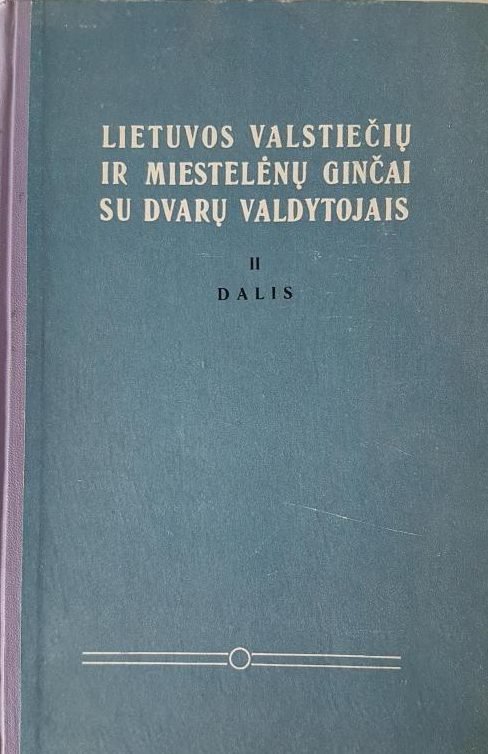 LIETUVOS VALSTIEČIŲ
IR MIESTELĖNŲ GINČAI
SU DVARŲ VALDYTOJAIS
II
DALIS